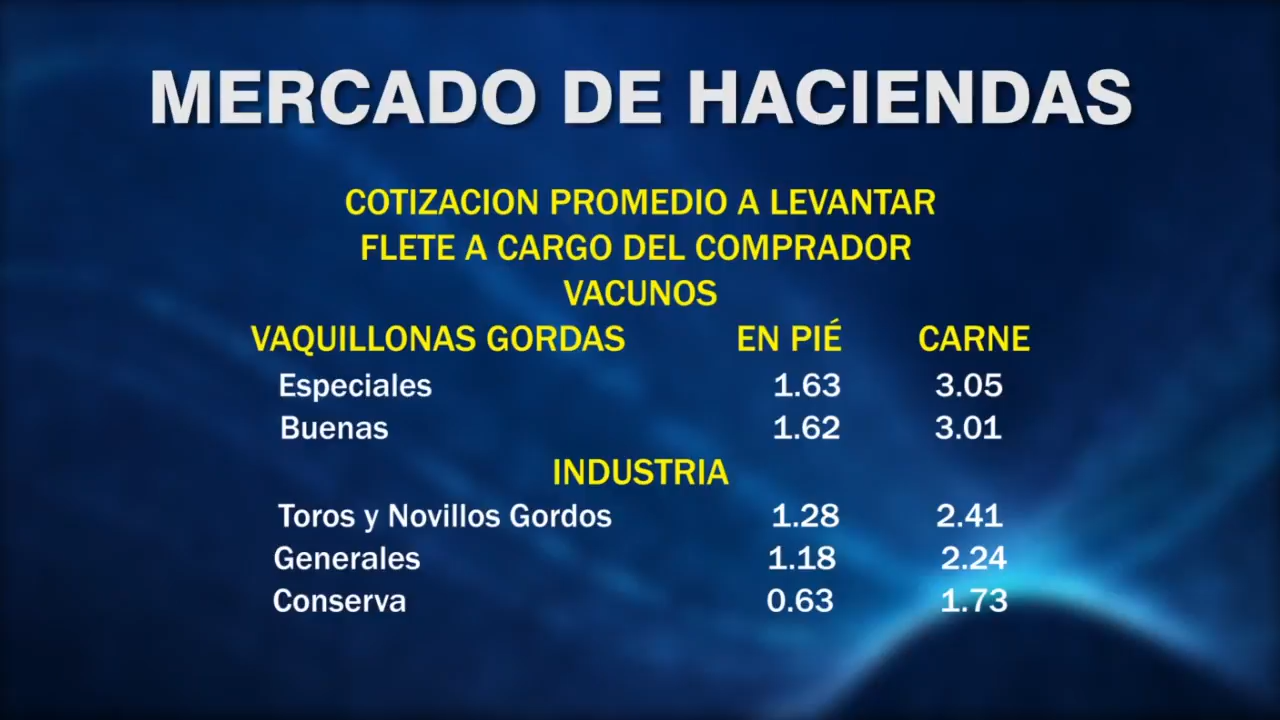 MERCADO DE HACIENDAS
COTIZACION PROMEDIO A LEVANTAR
FLETE A CARGO DEL COMPRADOR
VACUNOS
VAQUILLONAS GORDAS EN PIÉ CARNE
Especiales 1.63 3.05
Buenas 1.62 3.01
INDUSTRIA
Toros y Novillos Gordos 1.28 2.41
Generales 1.18 2.24
Conserva 0.63 1.73